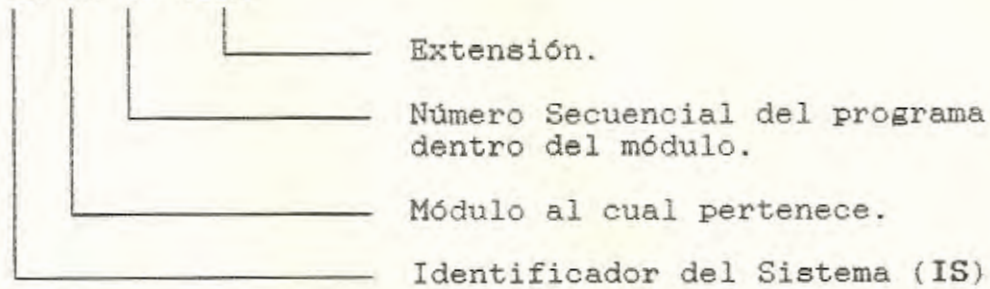 Extensión.
Número Secuencial del programa
dentro del módulo.
Módulo al cual pertenece.
Identificador del Sistema (IS)